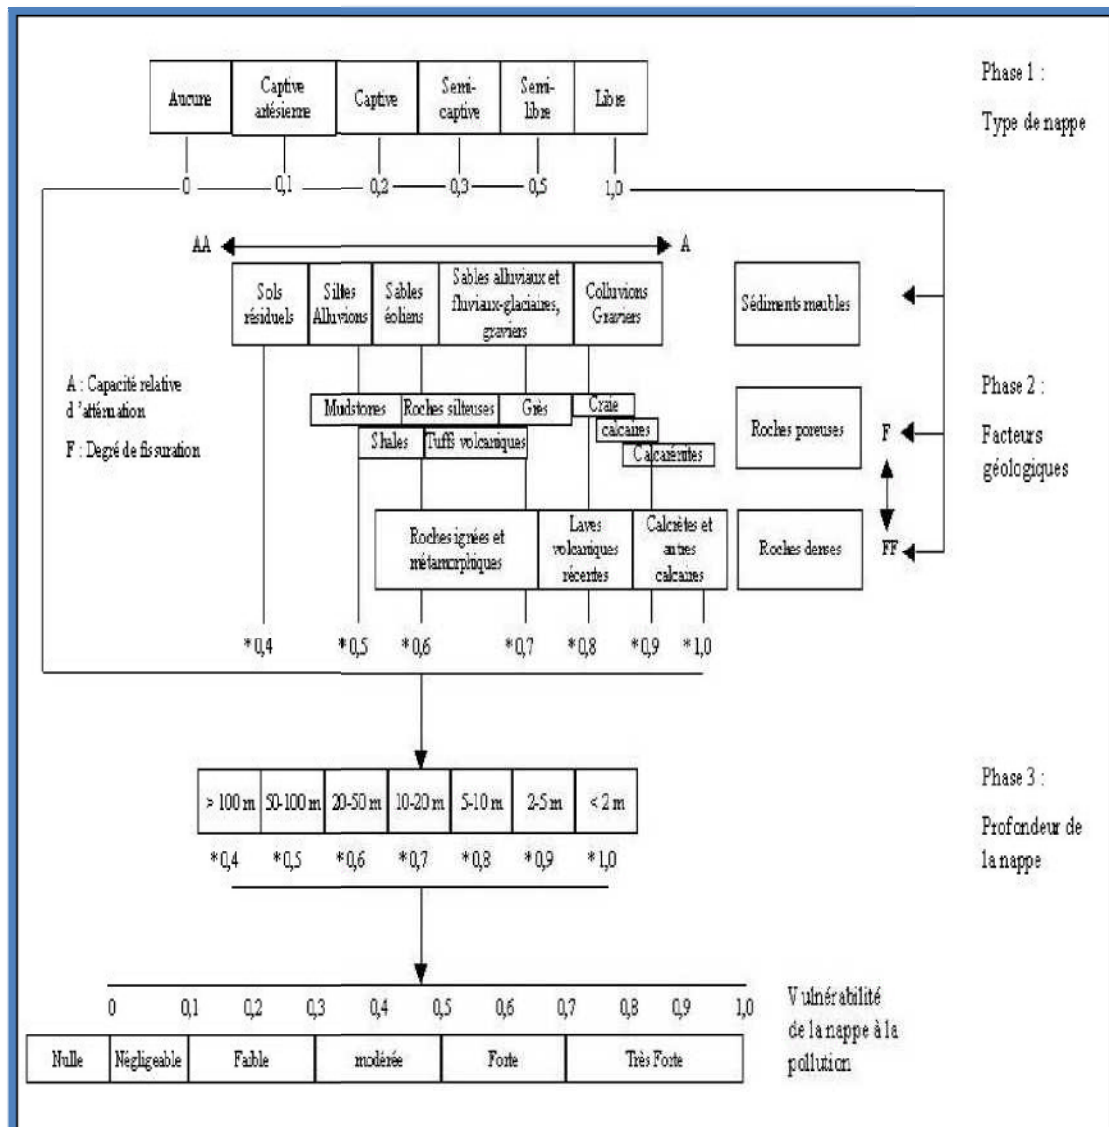 Phase 1 :
Type de nappe
Aucune
Captive
artésienne
Captive
Semi-
captive
Semi-
libre
Libre
0
0,1
0,2
0,3
0,5
1,0
AA
A
Sols
résiduels
Siltes
Alluvions
Sables
éoliens
Sables alluviaux et
fluviaux-glaciaires,
graviers
Colluvions
Graviers
Sédiments meubles
A : Capacité relative
d 'atténuation
F : Degré de fissuration
Mudstones
Roches silteuses
Grès
Craie
calcaires
Calcarénites
Shales
Tuffs volcaniques
Roches poreuses
F
Phase 2 :
Facteurs
géologiques
Roches ignées et
métamorphiques
Laves
volcaniques
récentes
Calcrètes et
autres
calcaires
Roches denses
FF
*0,4
*0,5
*0,6
*0,7
*0,8
*0,9
*1,0
> 100 m
50-100 m
20-50 m
10-20 m
5-10 m
2-5 m
< 2 m
*0,4
*0,5
*0,6
*0,7
*0,8
*0,9
*1,0
Phase 3 :
Profondeur de
la nappe
0
0,1
0,2
0,3
0,4
0,5
0,6
0,7
0,8
0,9
1,0
Nulle
Négligeable
Faible
modérée
Forte
Très Forte
Vulnérabilité
de la nappe à la
pollution